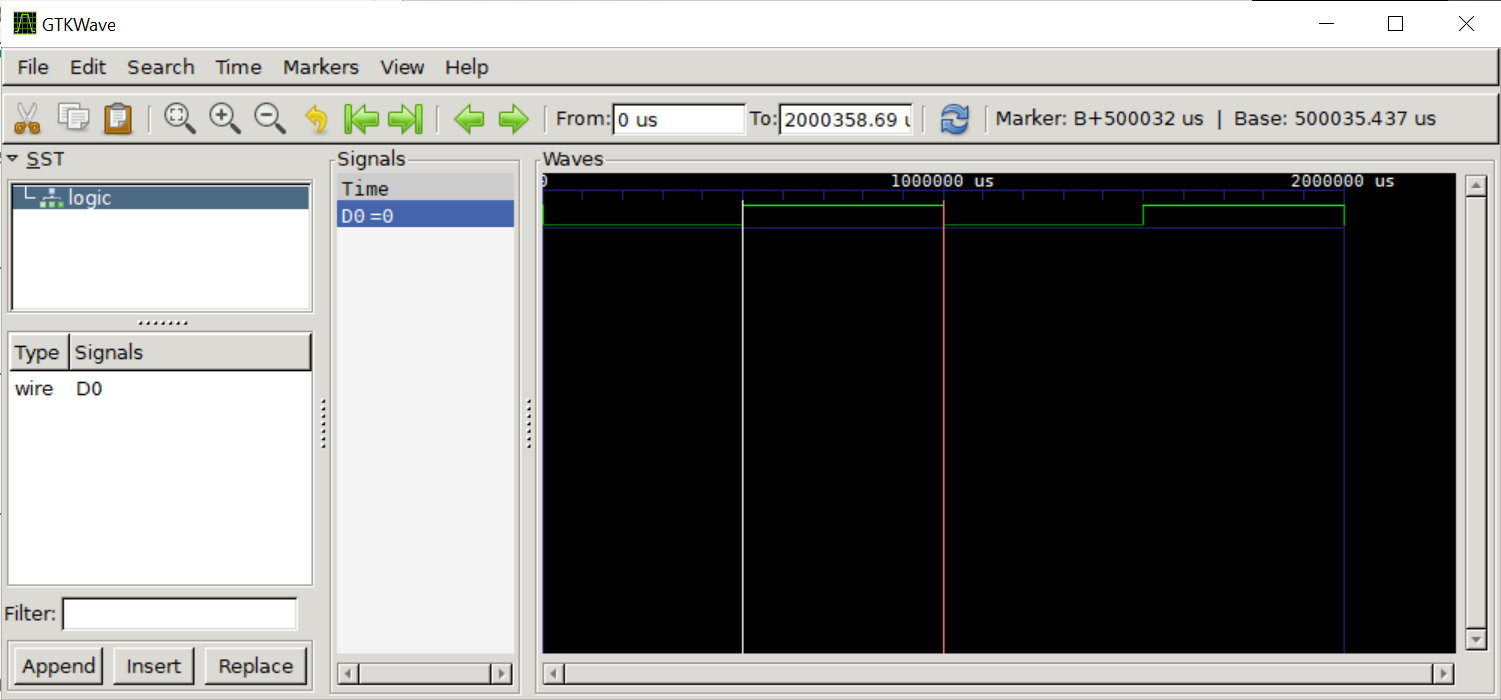 GTKWave
File Edit Search Time Markers View Help
From: 0 us To: 2000358.69 Marker: B+500032 us | Base: 500035.437 us
SST
logic
Type Signals
wire D0
Filter:
Append Insert Replace
Signals
Time
D0 =0
Waves
0 1000000 us 2000000 us